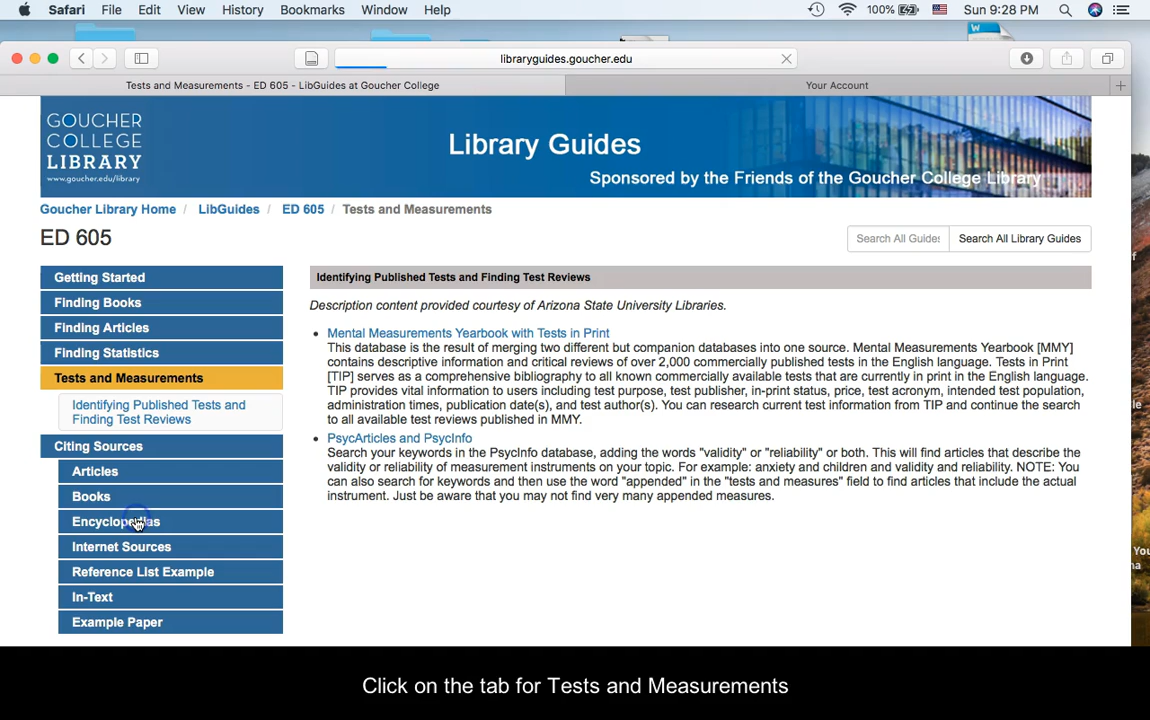 Safari File Edit View History Bookmarks Window Help 100% Sun 9:28 PM
libraryguides.goucher.edu
Tests and Measurements - ED 605 - LibGuides at Goucher College Your Account
GOUCHER
COLLEGE
LIBRARY
www.goucher.edu/library
Library Guides
Sponsored by the Friends of the Goucher College Library
Goucher Library Home / LibGuides / ED 603 / Tests and Measurements
ED 605
Search All Guides Search All Library Guides
Getting Started
Finding Books
Finding Articles
Finding Statistics
Tests and Measurements
Identifying Published Tests and
Finding Test Reviews
Citing Sources
Articles
Books
Encyclopedias
Internet Sources
Reference List Example
In-Text
Example Paper
Identifying Published Tests and Finding Test Reviews
Description content provided courtesy of Arizona State University Libraries.
Mental Measurements Yearbook with Tests in Print
This database is the result of merging two different but companion databases into one source. Mental Measurements Yearbook [MMY]
contains descriptive information and critical reviews of over 2,000 commercially published tests in the English language. Tests in Print
[TIP] serves as a comprehensive bibliography to all known commercially available tests that are currently in print in the English language.
TIP provides vital information to users including test purpose, test publisher, in-print status, price, test acronym, intended test population,
administration times, publication date(s), and test author(s). You can research current test information from TIP and continue the search
to all available test reviews published in MMY.
PsycArticles and PsycInfo
Search your keywords in the PsycInfo database, adding the words "validity" or "reliability" or both. This will find articles that describe the
validity or reliability of measurement instruments on your topic. For example: anxiety and children and validity and reliability. NOTE: You
can also search for keywords and then use the word "appended" in the "tests and measures" field to find articles that include the actual
instrument. Just be aware that you may not find very many appended measures.
Click on the tab for Tests and Measurements